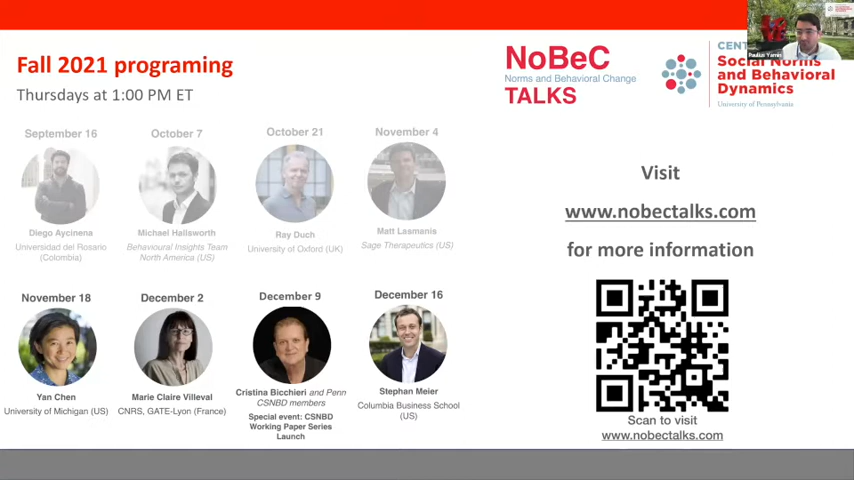 Fall 2021 programing
Thursdays at 1:00 PM ET
NoBeC
Norms and Behavioral Change
TALKS
Social Norms
and Behavioral
Dynamics
University of Pennsylvania
Paulius Yamin
September 16
Diego Aycinena
Universidad del Rosario
(Colombia)
October 7
Michael Hallsworth
Behavioural Insights Team
North America (US)
October 21
Ray Duch
University of Oxford (UK)
November 4
Matt Lasmanis
Sage Therapeutics (US)
November 18
Yan Chen
University of Michigan (US)
December 2
Marie Claire Villeval
CNRS, GATE-Lyon (France)
December 9
Cristina Bicchieri and Penn
CSNBD members
Special event: CSNBD
Working Paper Series
Launch
December 16
Stephan Meier
Columbia Business School
(US)
Visit
www.nobectalks.com
for more information
Scan to visit
www.nobectalks.com